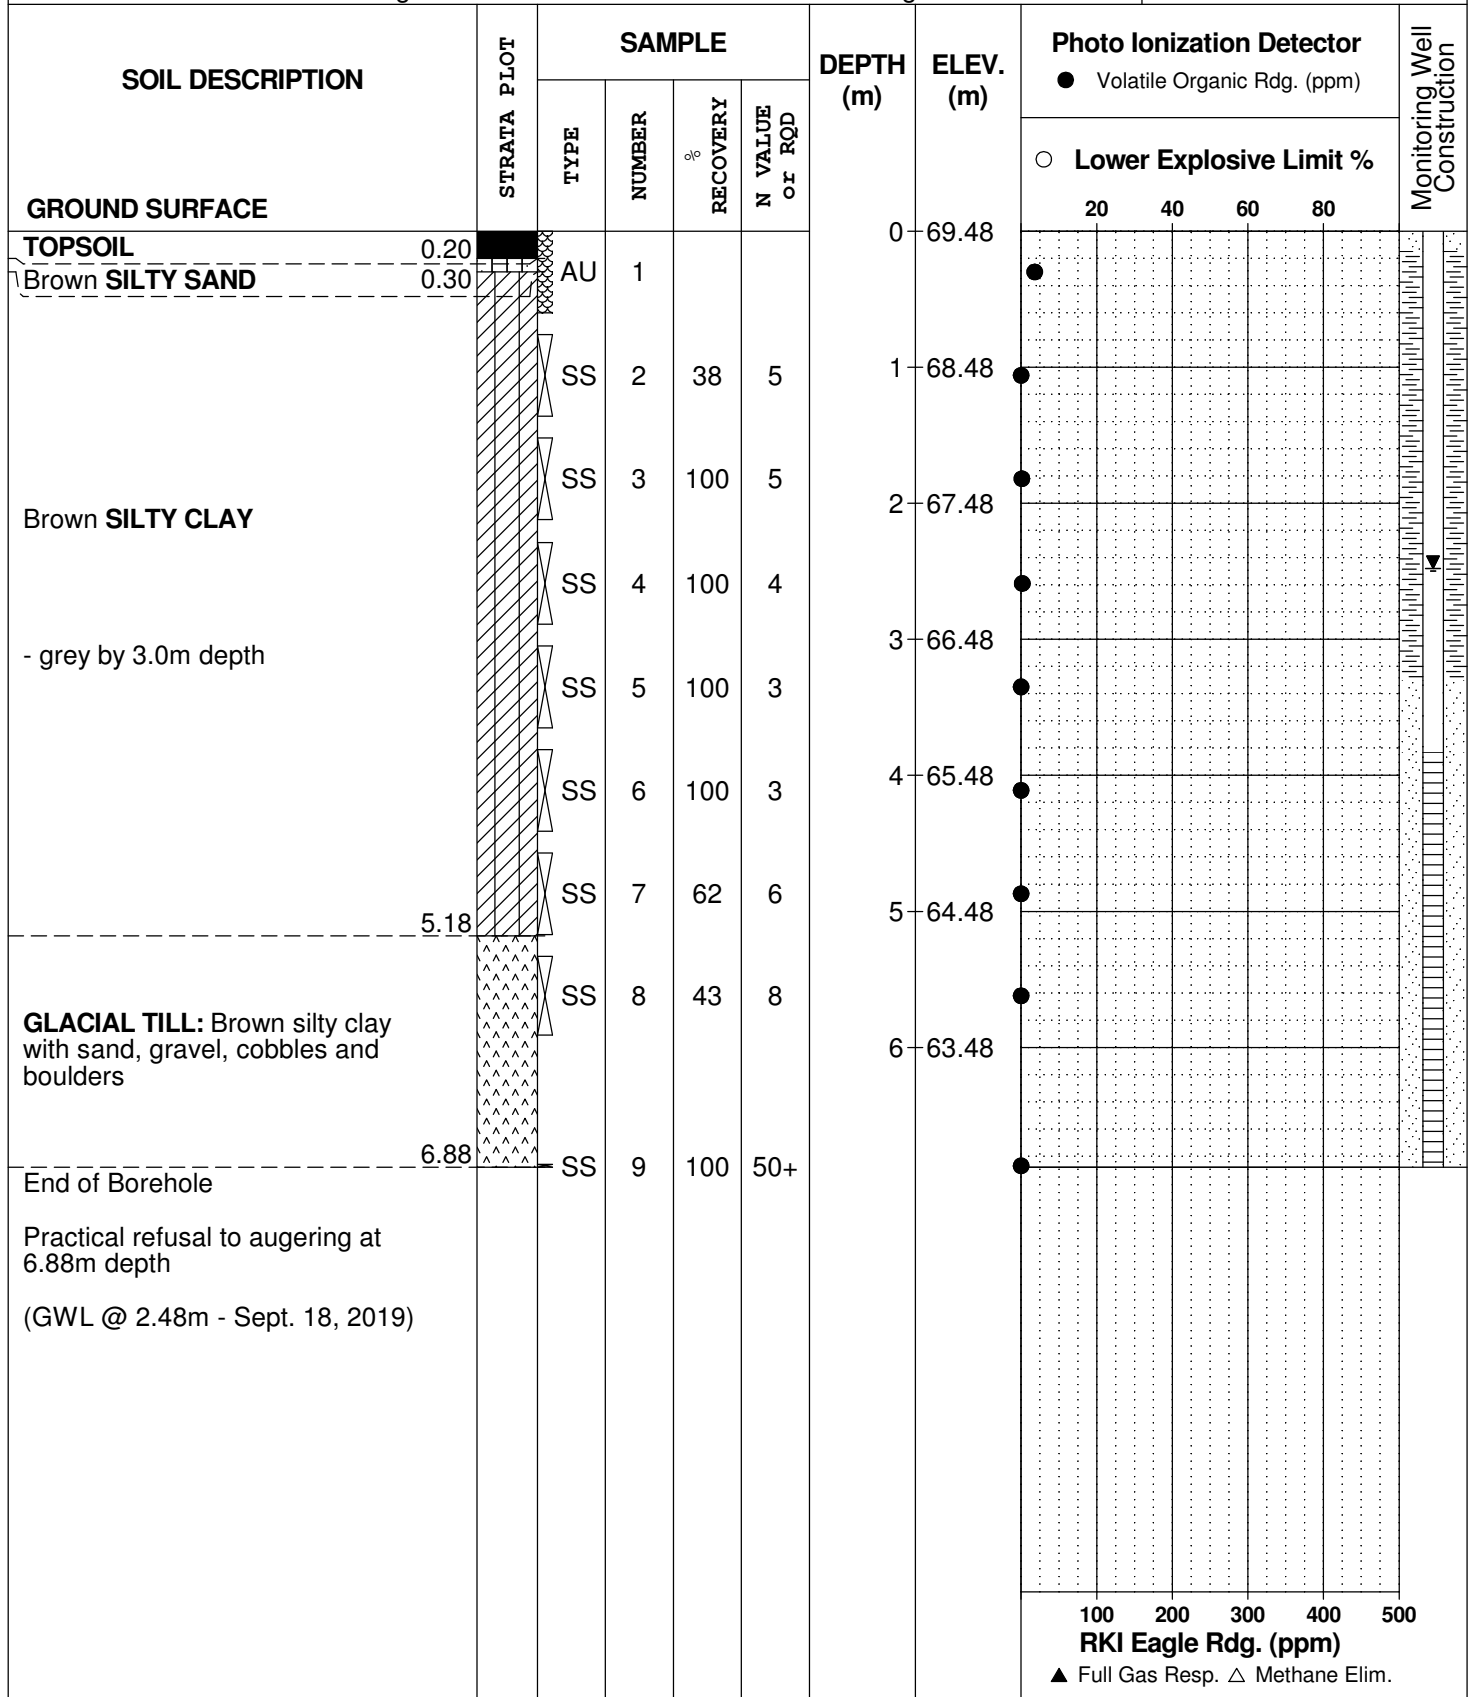 SOIL DESCRIPTION
GROUND SURFACE
STRATA PLOT
SAMPLE
TYPE
NUMBER
% RECOVERY
N VALUE or RQD
DEPTH (m)
ELEV. (m)
Photo Ionization Detector
● Volatile Organic Rdg. (ppm)
○ Lower Explosive Limit %
20 40 60 80
Monitoring Well Construction
0 69.48
TOPSOIL 0.20
Brown SILTY SAND 0.30
AU 1
SS 2 38 5
1 68.48
SS 3 100 5
2 67.48
Brown SILTY CLAY
SS 4 100 4
3 66.48
- grey by 3.0m depth
SS 5 100 3
4 65.48
SS 6 100 3
SS 7 62 6
5 64.48
5.18
SS 8 43 8
GLACIAL TILL: Brown silty clay
with sand, gravel, cobbles and
boulders
6 63.48
6.88
SS 9 100 50+
End of Borehole
Practical refusal to augering at
6.88m depth
(GWL @ 2.48m - Sept. 18, 2019)
100 200 300 400 500
RKI Eagle Rdg. (ppm)
▲ Full Gas Resp. △ Methane Elim.